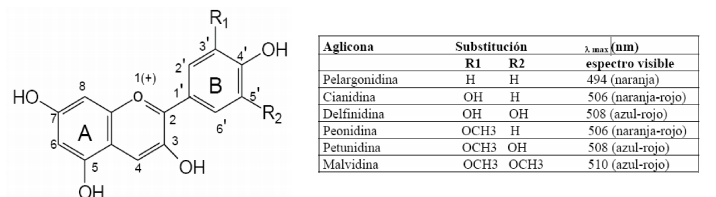 R1
3' OH
4'
2'
8 1(+) B
HO O 1' 5'
7 2 R2
A 6'
6 3
5 4 OH
OH
Aglicona Substitución λ max (nm)
R1 R2 espectro visible
Pelargonidina H H 494 (naranja)
Cianidina OH H 506 (naranja-rojo)
Delfinidina OH OH 508 (azul-rojo)
Peonidina OCH3 H 506 (naranja-rojo)
Petunidina OCH3 OH 508 (azul-rojo)
Malvidina OCH3 OCH3 510 (azul-rojo)